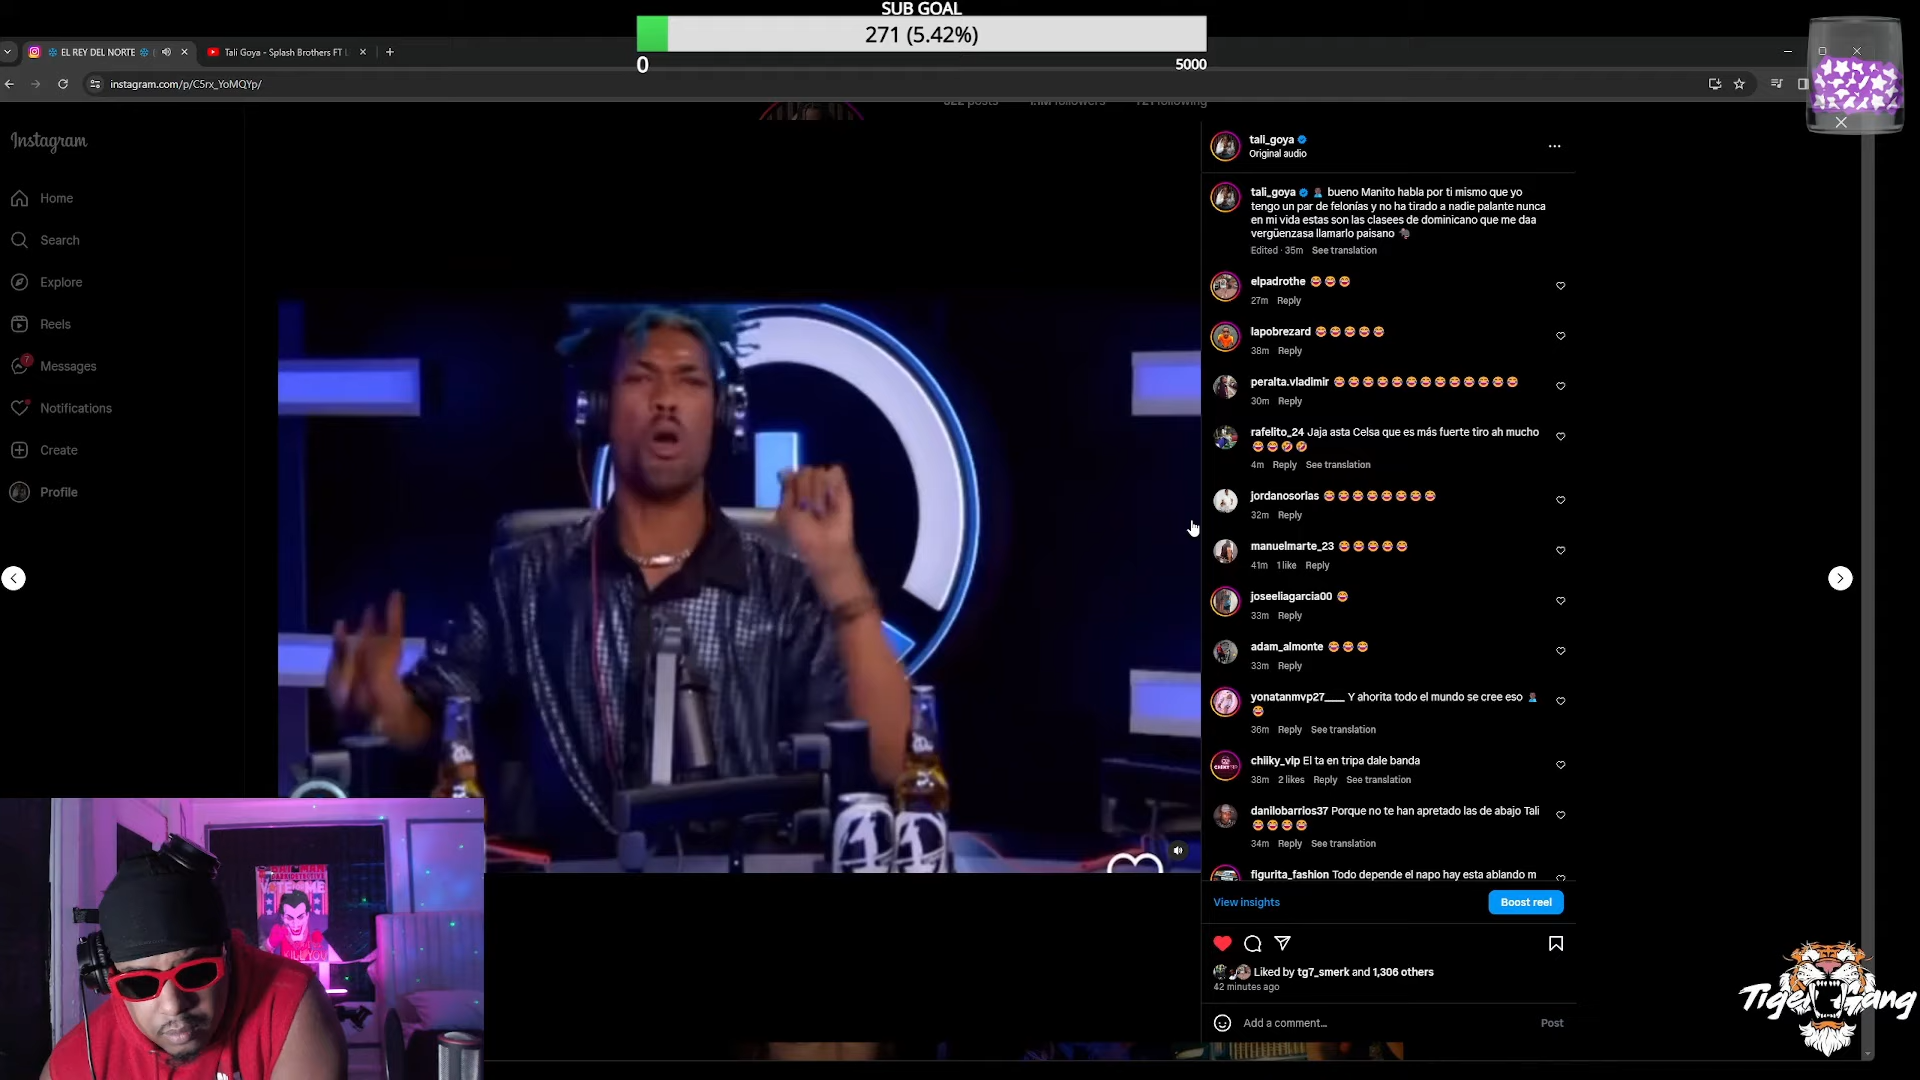 SUB GOAL
271 (5.42%)
0
5000
EL REY DEL NORTE
Tali Goya - Splash Brothers FT
instagram.com/p/C5rx_YoMQYp/
Instagram
Home
Search
Explore
Reels
7
Messages
Notifications
Create
Profile
tali_goya
Original audio
tali_goya 🤦🏿‍♂️ bueno Manito habla por ti mismo que yo
tengo un par de felonías y no ha tirado a nadie palante nunca
en mi vida estas son las clasees de dominicano que me daa
vergüenzasa llamarlo paisano 🐀
Edited · 35m See translation
elpadrothe 😂😂😂
27m Reply
lapobrezard 😂😂😂😂😂
38m Reply
peralta.vladimir 😂😂😂😂😂😂😂😂😂😂😂😂😂
30m Reply
rafelito_24 Jaja asta Celsa que es más fuerte tiro ah mucho
😂😂🤣🤣
4m Reply See translation
jordanosorias 😂😂😂😂😂😂😂😂
32m Reply
manuelmarte_23 😂😂😂😂😂
41m 1 like Reply
joseeliagarcia00 😂
33m Reply
adam_almonte 😂😂😂
33m Reply
yonatanmvp27___ Y ahorita todo el mundo se cree eso 🤦🏿‍♂️
😂
36m Reply See translation
chiiky_vip El ta en tripa dale banda
38m 2 likes Reply See translation
danilobarrios37 Porque no te han apretado las de abajo Tali
😂😂😂😂
34m Reply See translation
figurita_fashion Todo depende el napo hay esta ablando m
View insights
Boost reel
Liked by tg7_smerk and 1,306 others
42 minutes ago
Add a comment...
Post
Tiger Gang